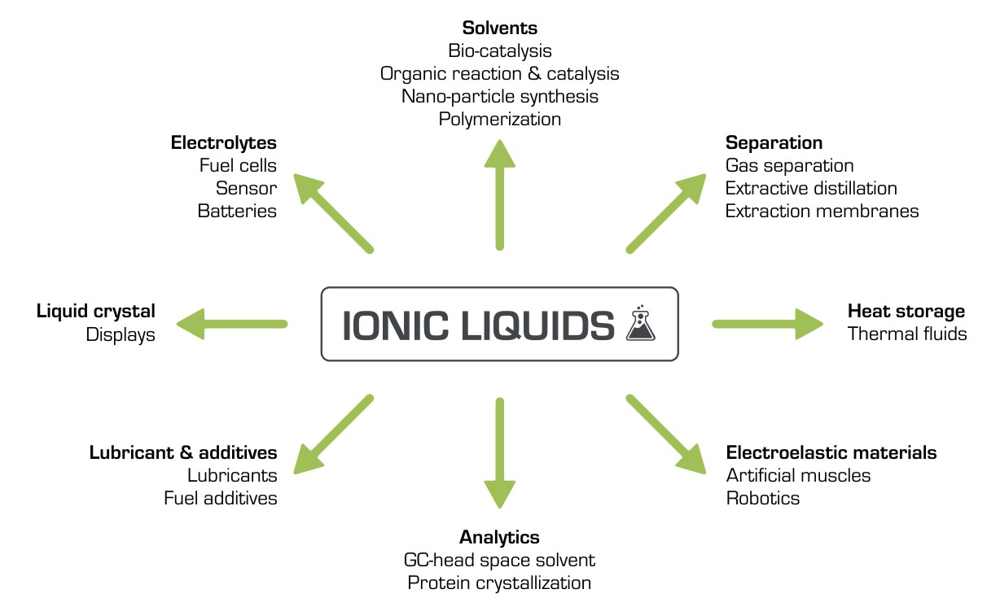 Solvents
Bio-catalysis
Organic reaction & catalysis
Nano-particle synthesis
Polymerization
Electrolytes
Fuel cells
Sensor
Batteries
Separation
Gas separation
Extractive distillation
Extraction membranes
Liquid crystal
Displays
IONIC LIQUIDS
Heat storage
Thermal fluids
Lubricant & additives
Lubricants
Fuel additives
Electroelastic materials
Artificial muscles
Robotics
Analytics
GC-head space solvent
Protein crystallization